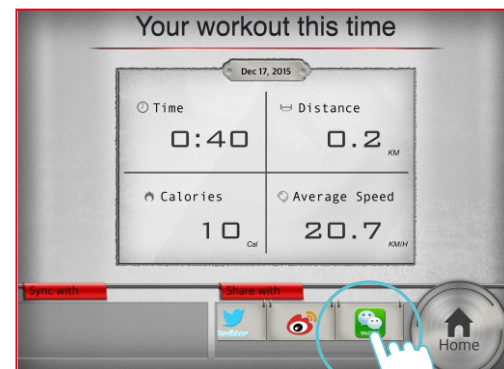 Your workout this time
Dec 17, 2015
Time
0:40
Distance
0.2 KM
Calories
10 Cal
Average Speed
20.7 KM/H
Sync with
Share with
twitter
Home